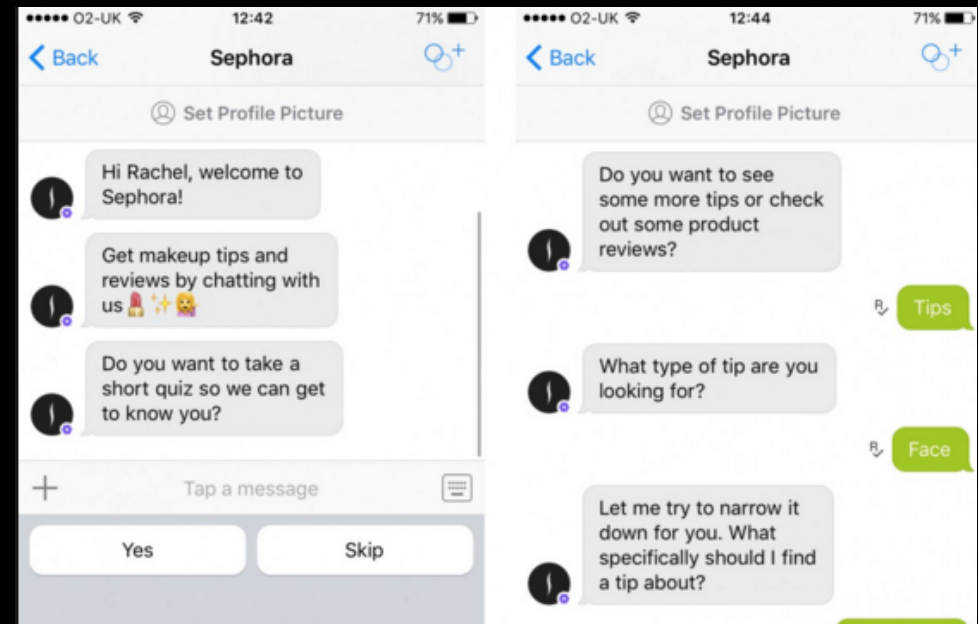 O2-UK 12:42 71%
Back Sephora
Set Profile Picture
Hi Rachel, welcome to
Sephora!
Get makeup tips and
reviews by chatting with
us💄✨💁
Do you want to take a
short quiz so we can get
to know you?
Tap a message
Yes Skip
O2-UK 12:44 71%
Back Sephora
Set Profile Picture
Do you want to see
some more tips or check
out some product
reviews?
Tips
What type of tip are you
looking for?
Face
Let me try to narrow it
down for you. What
specifically should I find
a tip about?